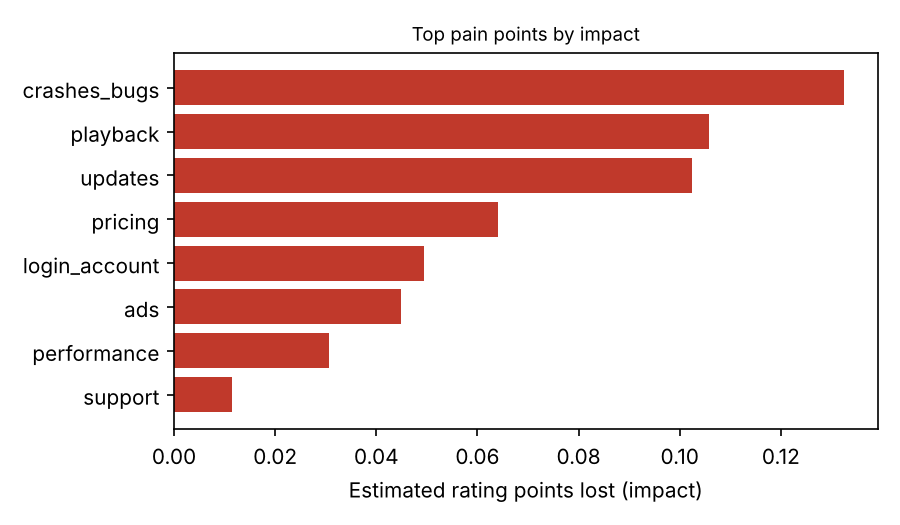 Top pain points by impact
crashes_bugs
playback
updates
pricing
login_account
ads
performance
support
0.00 0.02 0.04 0.06 0.08 0.10 0.12
Estimated rating points lost (impact)